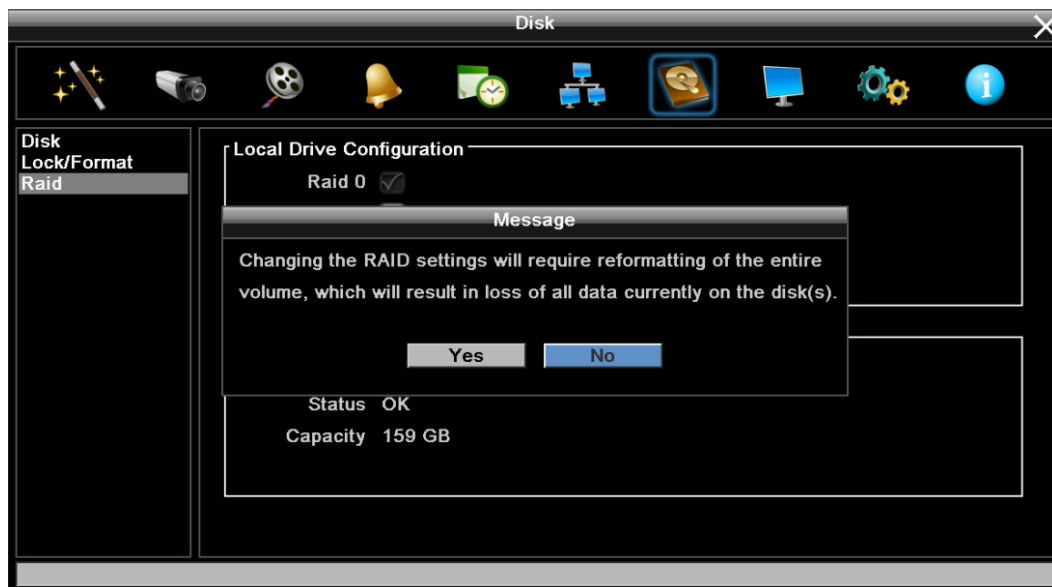 Disk
Disk
Lock/Format
Raid
Local Drive Configuration
Raid 0
Message
Changing the RAID settings will require reformatting of the entire
volume, which will result in loss of all data currently on the disk(s).
Yes No
Status OK
Capacity 159 GB